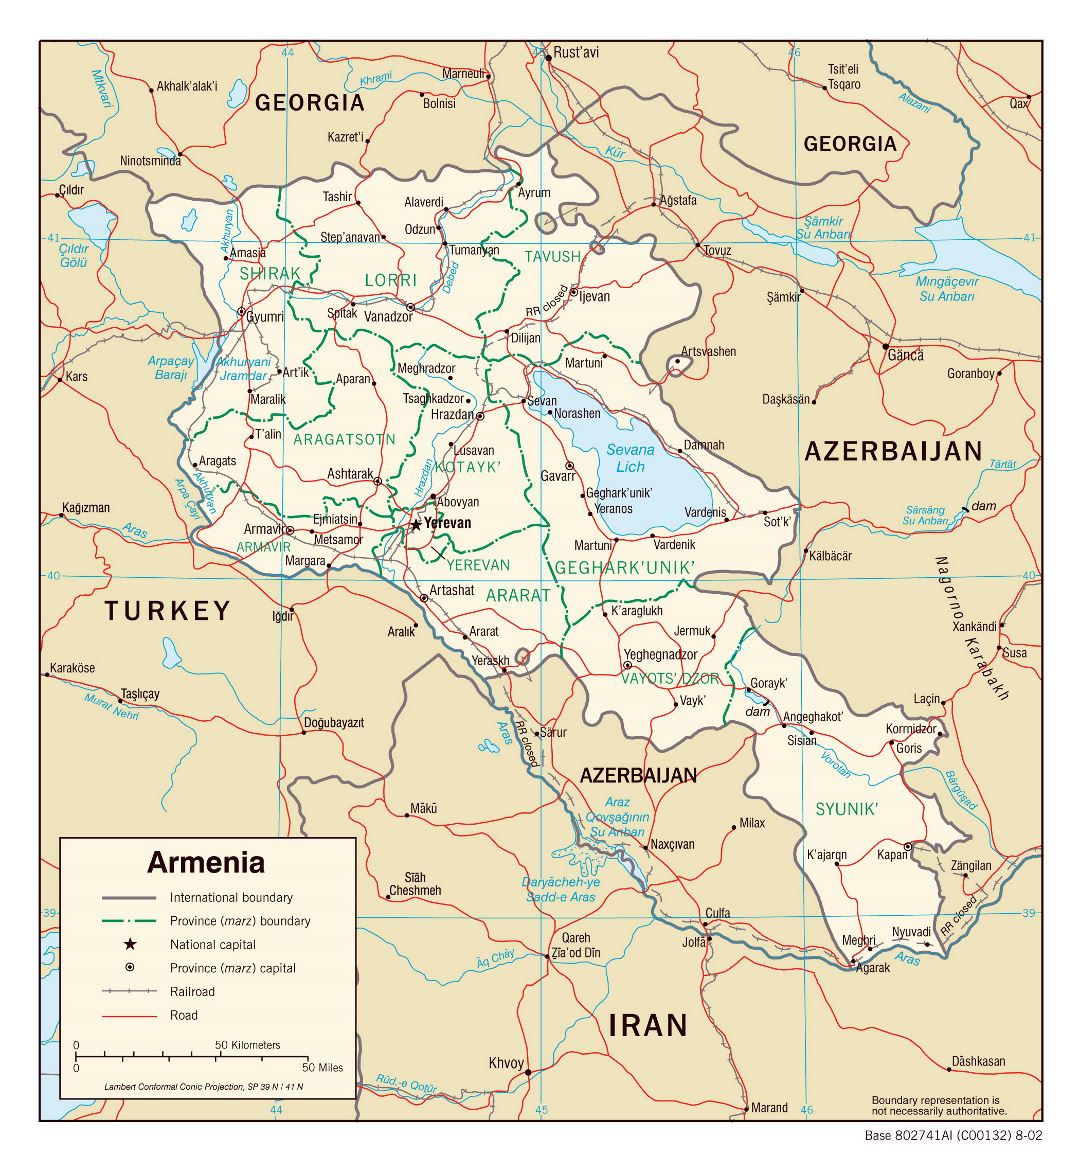 44
45
46
Rust'avi
Marneuli
Mtkvari
Akhalk'alak'i
Khrami
Tsit'eli
Tsqaro
GEORGIA
Bolnisi
Alazani
Qax
Kazret'i
GEORGIA
Ninotsminda
Kür
Çıldır
Tashir
Alaverdi
Ayrum
Ağstafa
41
Çıldır
Gölü
Akhuryan
Step'anavan
Odzun
Tumanyan
Şämkir
Su Anbarı
41
Amasia
TAVUSH
Tovuz
SHIRAK
LORRI
Debed
Mıngäçevır
Su Anbarı
RR closed
Ijevan
Şämkir
Gyumri
Spitak
Vanadzor
Dilijan
Artsvashen
Gäncä
Arpaçay
Barajı
Akhuryani
Jramdar
Art'ik
Meghradzor
Martuni
Kars
Aparan
Goranboy
Maralik
Tsaghkadzor
Sevan
Daşkäsän
Hrazdan
Norashen
T'alin
ARAGATSOTN
Lusavan
Sevana
Lich
Damnah
AZERBAIJAN
Aragats
KOTAYK'
Tärtär
Ashtarak
Hrazdan
Gavarr
Akhuryan
Arpa Çayı
Gegharkʼunik'
Yeranos
Abovyan
Kağızman
Vardenis
Sot'k'
Särsäng
Su Anbarı
dam
Aras
Armavir
Ejmiatsin
Yerevan
Metsamor
ARMAVIR
Martuni
Vardenik
Kälbäcär
Margara
YEREVAN
GEGHARK'UNIK'
40
40
Nagorno Karabakh
Artashat
ARARAT
TURKEY
Iğdır
K'araglukh
Aralık
Ararat
Jermuk
Xankändi
Karaköse
Yeraskh
Yeghegnadzor
Susa
Taşlıçay
VAYOTS' DZOR
Gorayk'
Laçin
Murat Nehri
Vayk'
dam
Angeghakot'
Doğubayazıt
Aras
RR closed
Särur
Sisian
Kornidzor
Goris
Vorotan
AZERBAIJAN
Bärgüşad
Mākū
Araz
Qovşağının
Su Anbarı
SYUNIK'
Milax
Naxçıvan
K'ajarqn
Kapan
Zängilan
Sīāh
Cheshmeh
Daryācheh-ye
Sadd-e Aras
39
RR closed
39
Culfa
Jolfā
Meghri
Nyuvadi
Qareh
Zīa'od Dīn
Agarak
Aras
Āq Chāy
IRAN
Khvoy
Dāshkasan
Rūd-e Qoṭūr
Marand
44
45
46
Armenia
International boundary
Province (marz) boundary
National capital
Province (marz) capital
Railroad
Road
0 50 Kilometers
0 50 Miles
Lambert Conformal Conic Projection, SP 39 N / 41 N
Boundary representation is
not necessarily authoritative.
Base 802741AI (C00132) 8-02